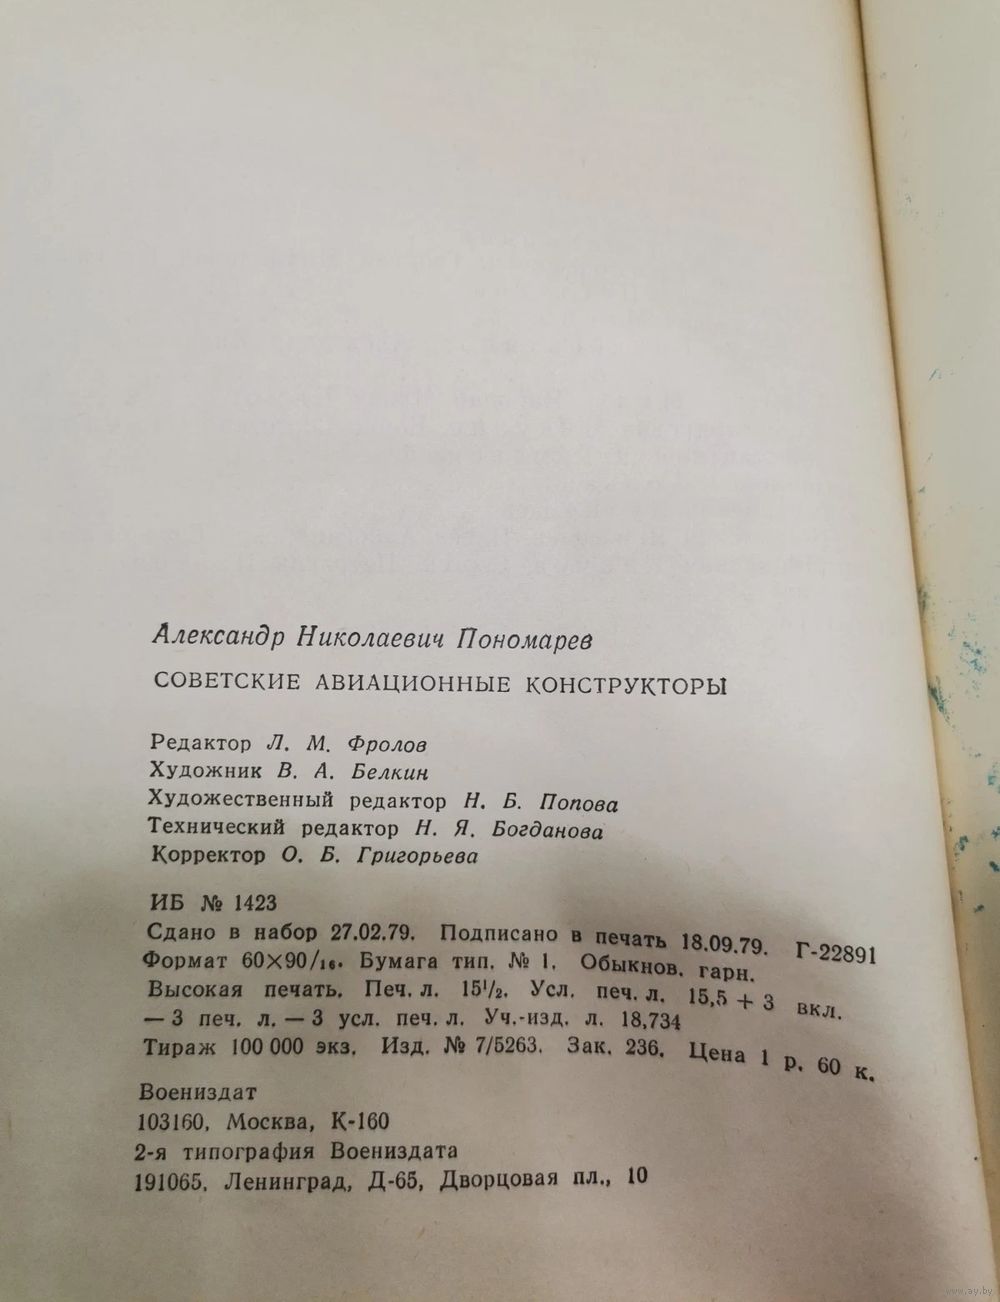 Александр Николаевич Пономарев
СОВЕТСКИЕ АВИАЦИОННЫЕ КОНСТРУКТОРЫ
Редактор Л. М. Фролов
Художник В. А. Белкин
Художественный редактор Н. Б. Попова
Технический редактор Н. Я. Богданова
Корректор О. Б. Григорьева
ИБ № 1423
Сдано в набор 27.02.79. Подписано в печать 18.09.79. Г-22891
Формат 60×90/₁₆. Бумага тип. № 1. Обыкнов. гарн.
Высокая печать. Печ. л. 15¹/₂. Усл. печ. л. 15,5 + 3 вкл.
— 3 печ. л. — 3 усл. печ. л. Уч.-изд. л. 18,734
Тираж 100 000 экз. Изд. № 7/5263. Зак. 236. Цена 1 р. 60 к.
Воениздат
103160, Москва, К-160
2-я типография Воениздата
191065, Ленинград, Д-65, Дворцовая пл., 10
www.ay.by